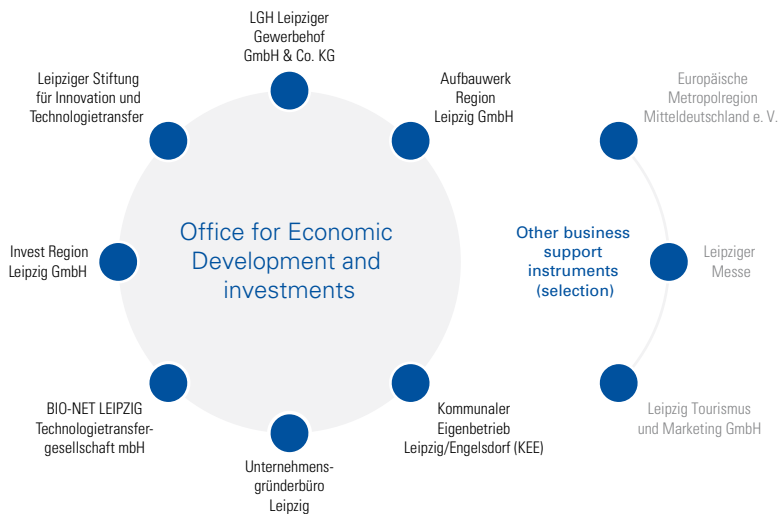 LGH Leipziger
Gewerbehof
GmbH & Co. KG
Leipziger Stiftung
für Innovation und
Technologietransfer
Aufbauwerk
Region
Leipzig GmbH
Europäische
Metropolregion
Mitteldeutschland e. V.
Invest Region
Leipzig GmbH
Office for Economic
Development and
investments
Other business
support
instruments
(selection)
Leipziger
Messe
BIO-NET LEIPZIG
Technologietransfer-
gesellschaft mbH
Unternehmens-
gründerbüro
Leipzig
Kommunaler
Eigenbetrieb
Leipzig/Engelsdorf (KEE)
Leipzig Tourismus
und Marketing GmbH